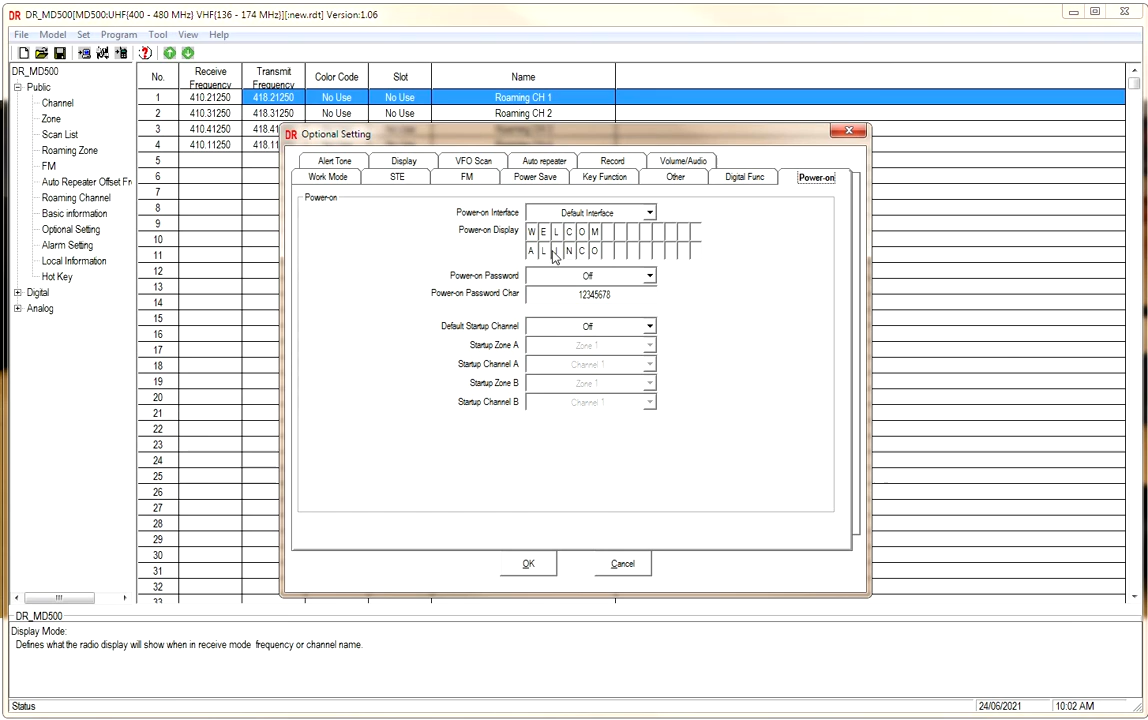 DR DR_MD500[MD500:UHF(400 - 480 MHz) VHF(136 - 174 MHz)][:new.rdt] Version:1.06
File Model Set Program Tool View Help
DR_MD500
Public
Channel
Zone
Scan List
Roaming Zone
FM
Auto Repeater Offset Fr
Roaming Channel
Basic information
Optional Setting
Alarm Setting
Local Information
Hot Key
Digital
Analog
No. Receive Frequency Transmit Frequency Color Code Slot Name
1 410.21250 418.21250 No Use No Use Roaming CH 1
2 410.31250 418.31250 No Use No Use Roaming CH 2
3 410.41250 418.41
4 410.11250 418.11
5
6
7
8
9
10
11
12
13
14
15
16
17
18
19
20
21
22
23
24
25
26
27
28
29
30
31
32
33
DR Optional Setting
Alert Tone Display VFO Scan Auto repeater Record Volume/Audio
Work Mode STE FM Power Save Key Function Other Digital Func Power-on
Power-on
Power-on Interface Default Interface
Power-on Display WELCOM
ALINCO
Power-on Password Off
Power-on Password Char 12345678
Default Startup Channel Off
Startup Zone A Zone 1
Startup Channel A Channel 1
Startup Zone B Zone 1
Startup Channel B Channel 1
OK Cancel
DR_MD500
Display Mode:
Defines what the radio display will show when in receive mode frequency or channel name.
Status 24/06/2021 10:02 AM